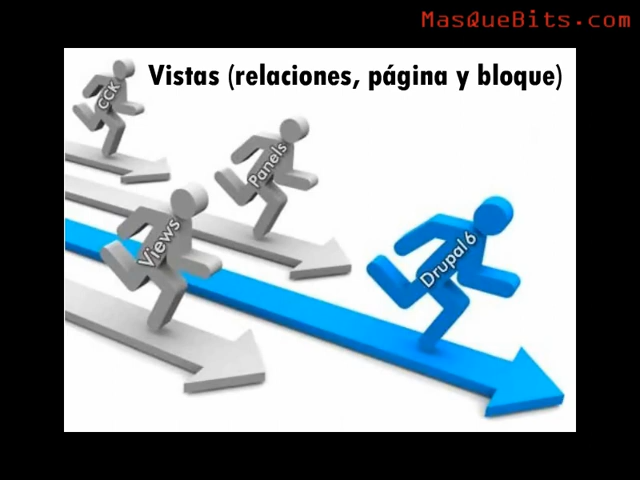 MasQueBits.com
Vistas (relaciones, página y bloque)
CCK
Panels
Views
Drupal 6